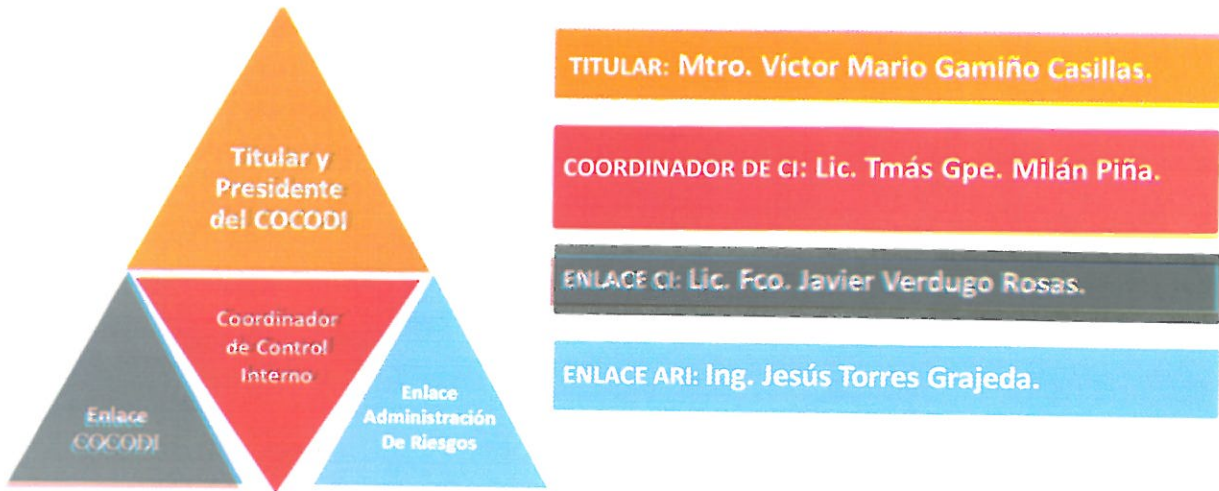 Titular y
Presidente
del COCODI
Coordinador
de Control
Interno
Enlace
COCODI
Enlace
Administración
De Riesgos
TITULAR: Mtro. Víctor Mario Gamiño Casillas.
COORDINADOR DE CI: Lic. Tmás Gpe. Milán Piña.
ENLACE CI: Lic. Fco. Javier Verdugo Rosas.
ENLACE ARI: Ing. Jesús Torres Grajeda.